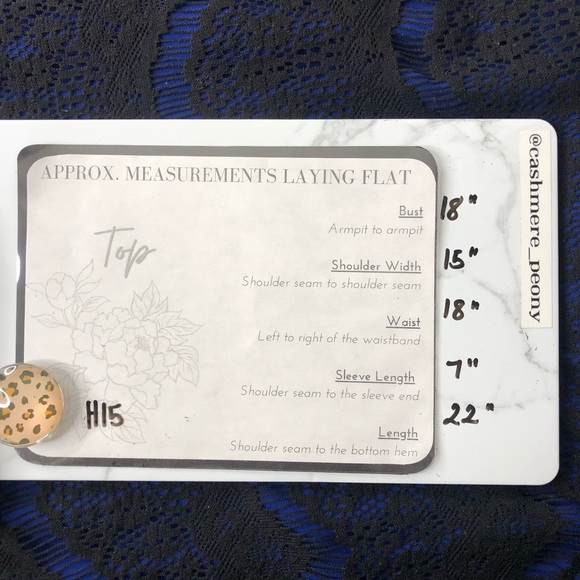 APPROX. MEASUREMENTS LAYING FLAT
Top
Bust 18"
Armpit to armpit
Shoulder Width 15"
Shoulder seam to shoulder seam
Waist 18"
Left to right of the waistband
Sleeve Length 7"
Shoulder seam to the sleeve end
Length 22"
Shoulder seam to the bottom hem
H15
@cashmere_peony